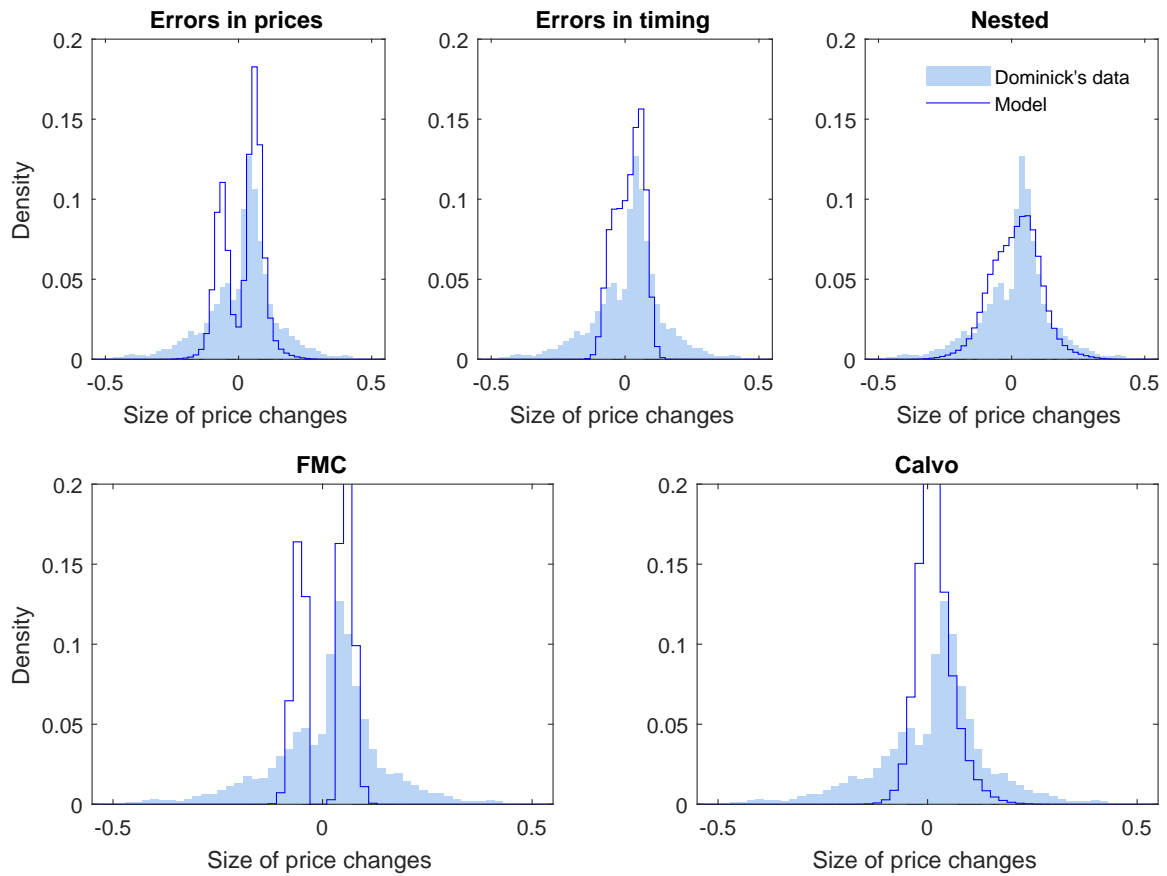 Errors in prices
Errors in timing
Nested
0.2
0.15
0.1
0.05
0
Density
-0.5 0 0.5
Size of price changes
0.2
0.15
0.1
0.05
0
-0.5 0 0.5
Size of price changes
0.2
0.15
0.1
0.05
0
Dominick's data
Model
-0.5 0 0.5
Size of price changes
FMC
Calvo
0.2
0.15
0.1
0.05
0
Density
-0.5 0 0.5
Size of price changes
0.2
0.15
0.1
0.05
0
-0.5 0 0.5
Size of price changes